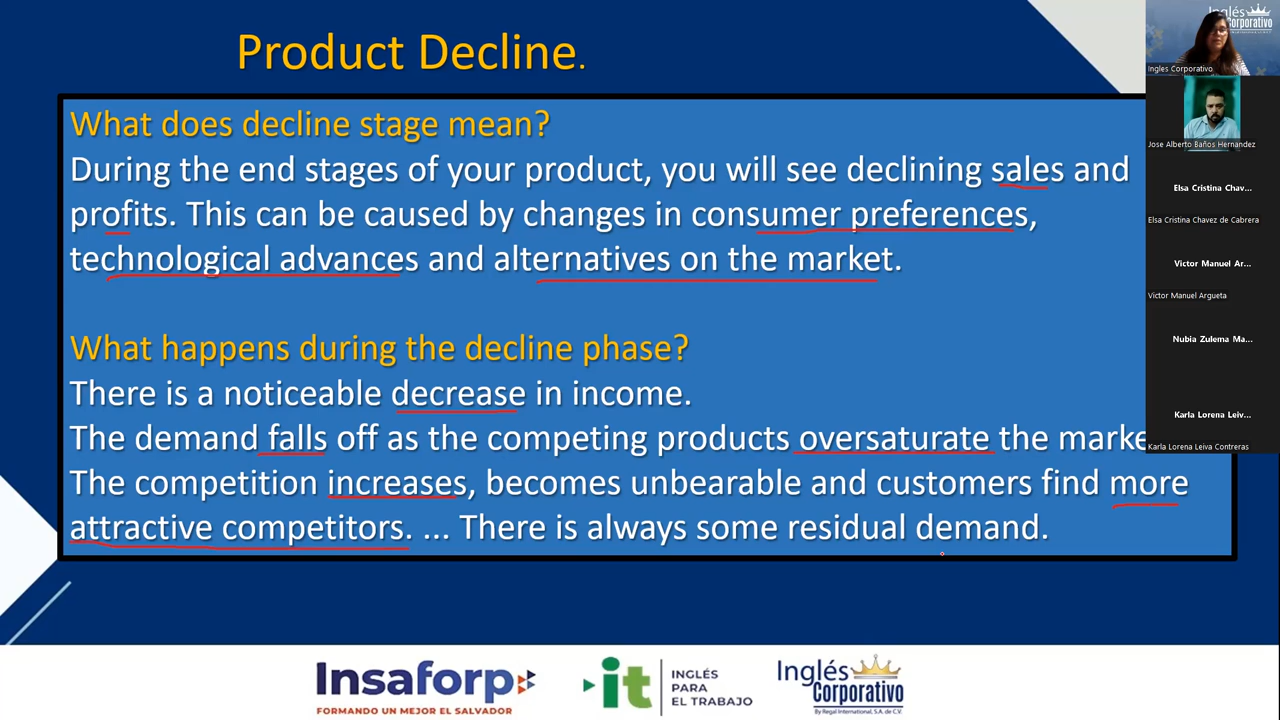 Product Decline.
What does decline stage mean?
During the end stages of your product, you will see declining sales and
profits. This can be caused by changes in consumer preferences,
technological advances and alternatives on the market.
What happens during the decline phase?
There is a noticeable decrease in income.
The demand falls off as the competing products oversaturate the marke
The competition increases, becomes unbearable and customers find more
attractive competitors. ... There is always some residual demand.
Insaforp
FORMANDO UN MEJOR EL SALVADOR
it
INGLÉS
PARA
EL TRABAJO
Inglés
Corporativo
By Regal International, S.A. de C.V.
Inglés
Corporativo
Ingles Corporativo
Jose Alberto Baños Hernandez
Elsa Cristina Chav...
Elsa Cristina Chavez de Cabrera
Victor Manuel Ar...
Victor Manuel Argueta
Nubia Zulema Ma...
Karla Lorena Leiv...
Karla Lorena Leiva Contreras